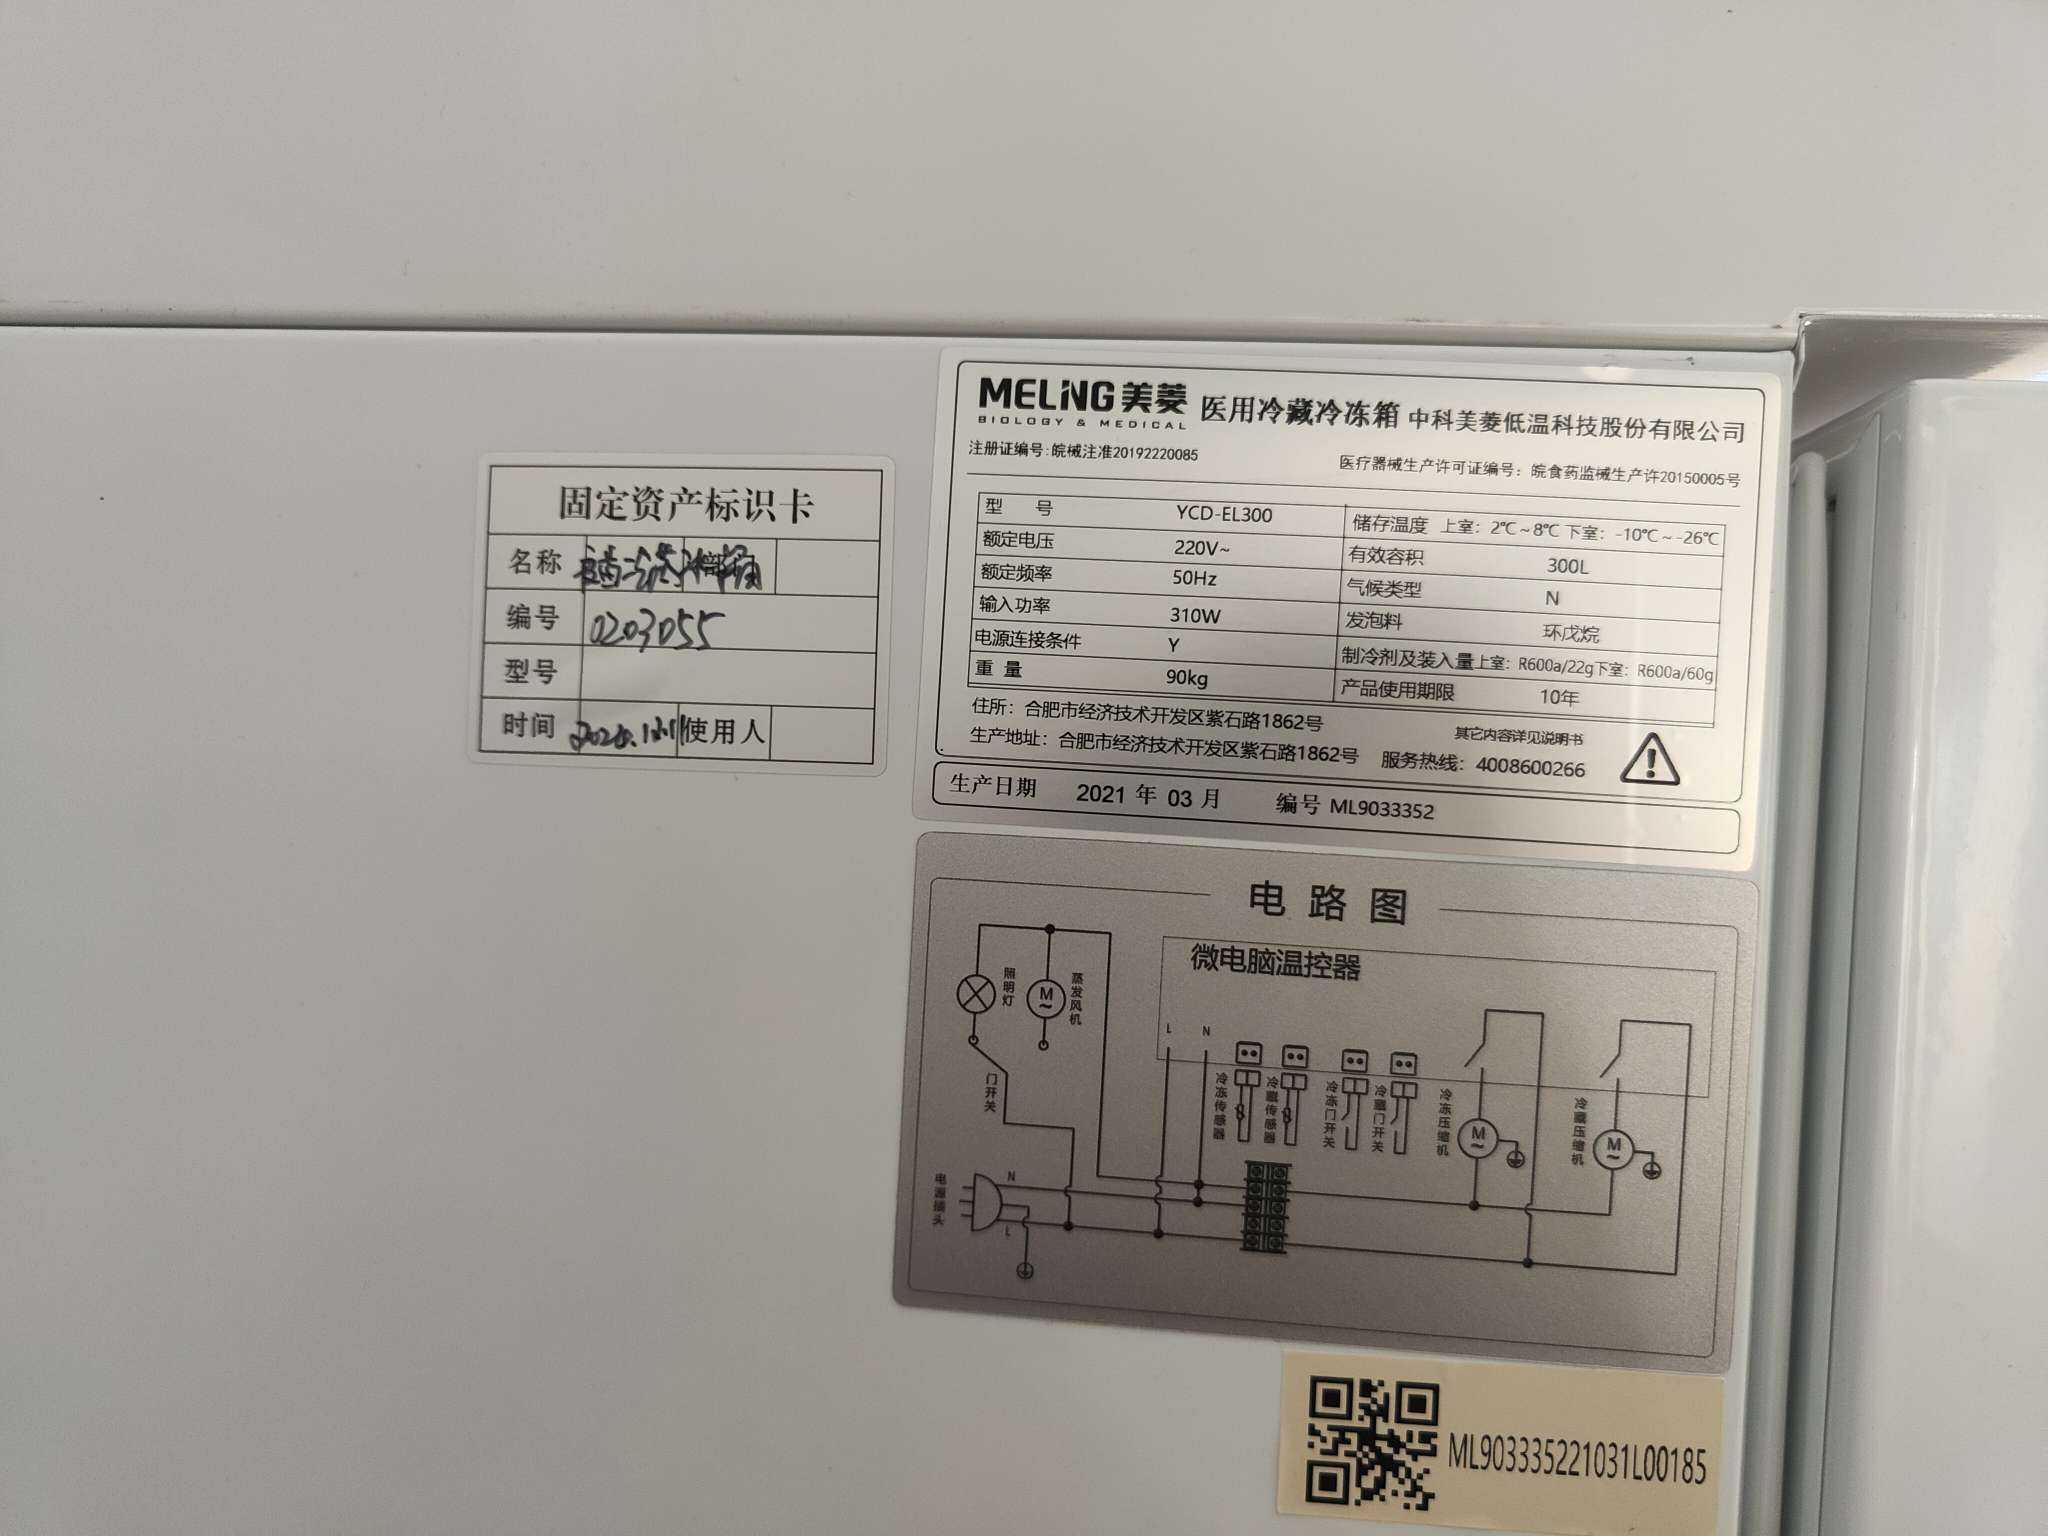 固定资产标识卡
名称
编号 0203055
型号
时间 使用人
MELING 美菱 医用冷藏冷冻箱 中科美菱低温科技股份有限公司
BIOLOGY & MEDICAL
注册证编号:皖械注准20192220085 医疗器械生产许可证编号：皖食药监械生产许20150005号
型 号 YCD-EL300 储存温度 上室：2℃~8℃ 下室：-10℃~-26℃
额定电压 220V~ 有效容积 300L
额定频率 50Hz 气候类型 N
输入功率 310W 发泡料 环戊烷
电源连接条件 Y 制冷剂及装入量 上室：R600a/22g 下室：R600a/60g
重 量 90kg 产品使用期限 10年
住所：合肥市经济技术开发区紫石路1862号 其它内容详见说明书
生产地址：合肥市经济技术开发区紫石路1862号 服务热线：4008600266
生产日期 2021 年 03 月 编号 ML9033352
电路图
微电脑温控器
照明灯
M~
蒸发风机
L N
门开关
冷冻传感器
冷藏传感器
冷冻门开关
冷藏门开关
冷冻压缩机
M~
冷藏压缩机
M~
电源插头
N
L
ML903335221031L00185